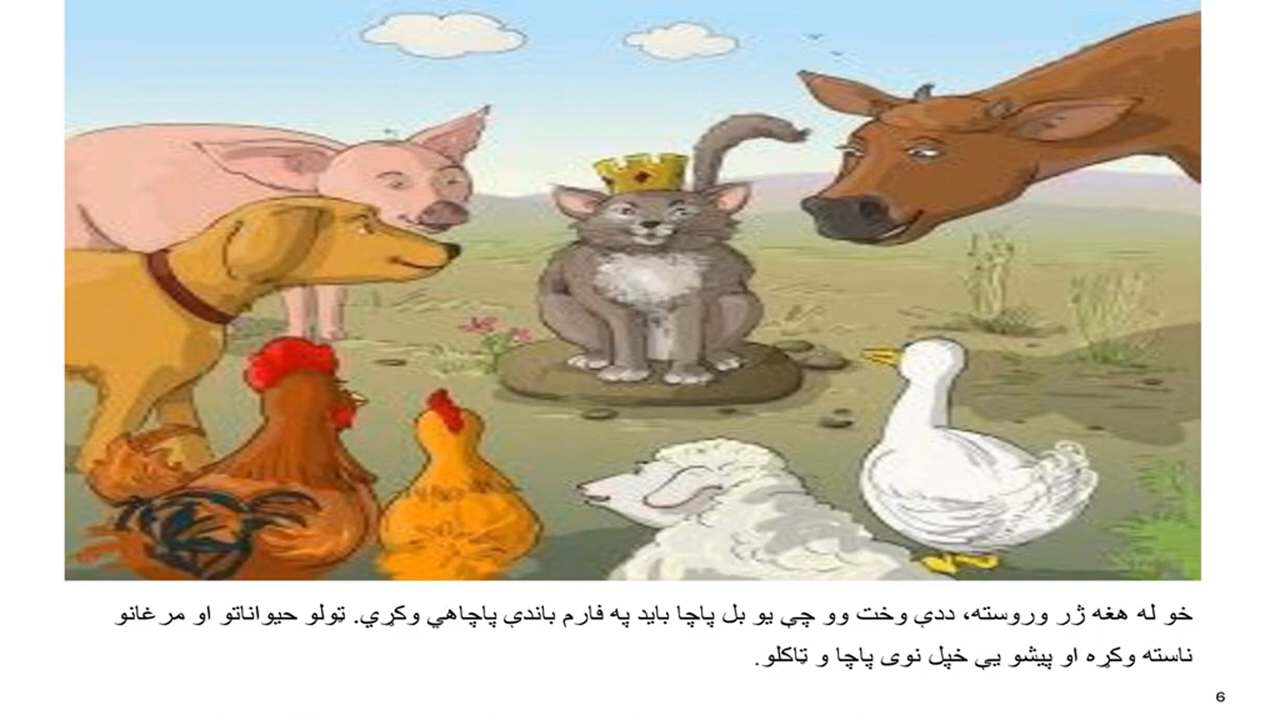 خو له هغه ژر وروسته، ددې وخت وو چې يو بل پاچا بايد په فارم باندې پاچاهي وکړي. ټولو حيواناتو او مرغانو
ناسته وکړه او پيشو يې خپل نوی پاچا و ټاکلو.
6